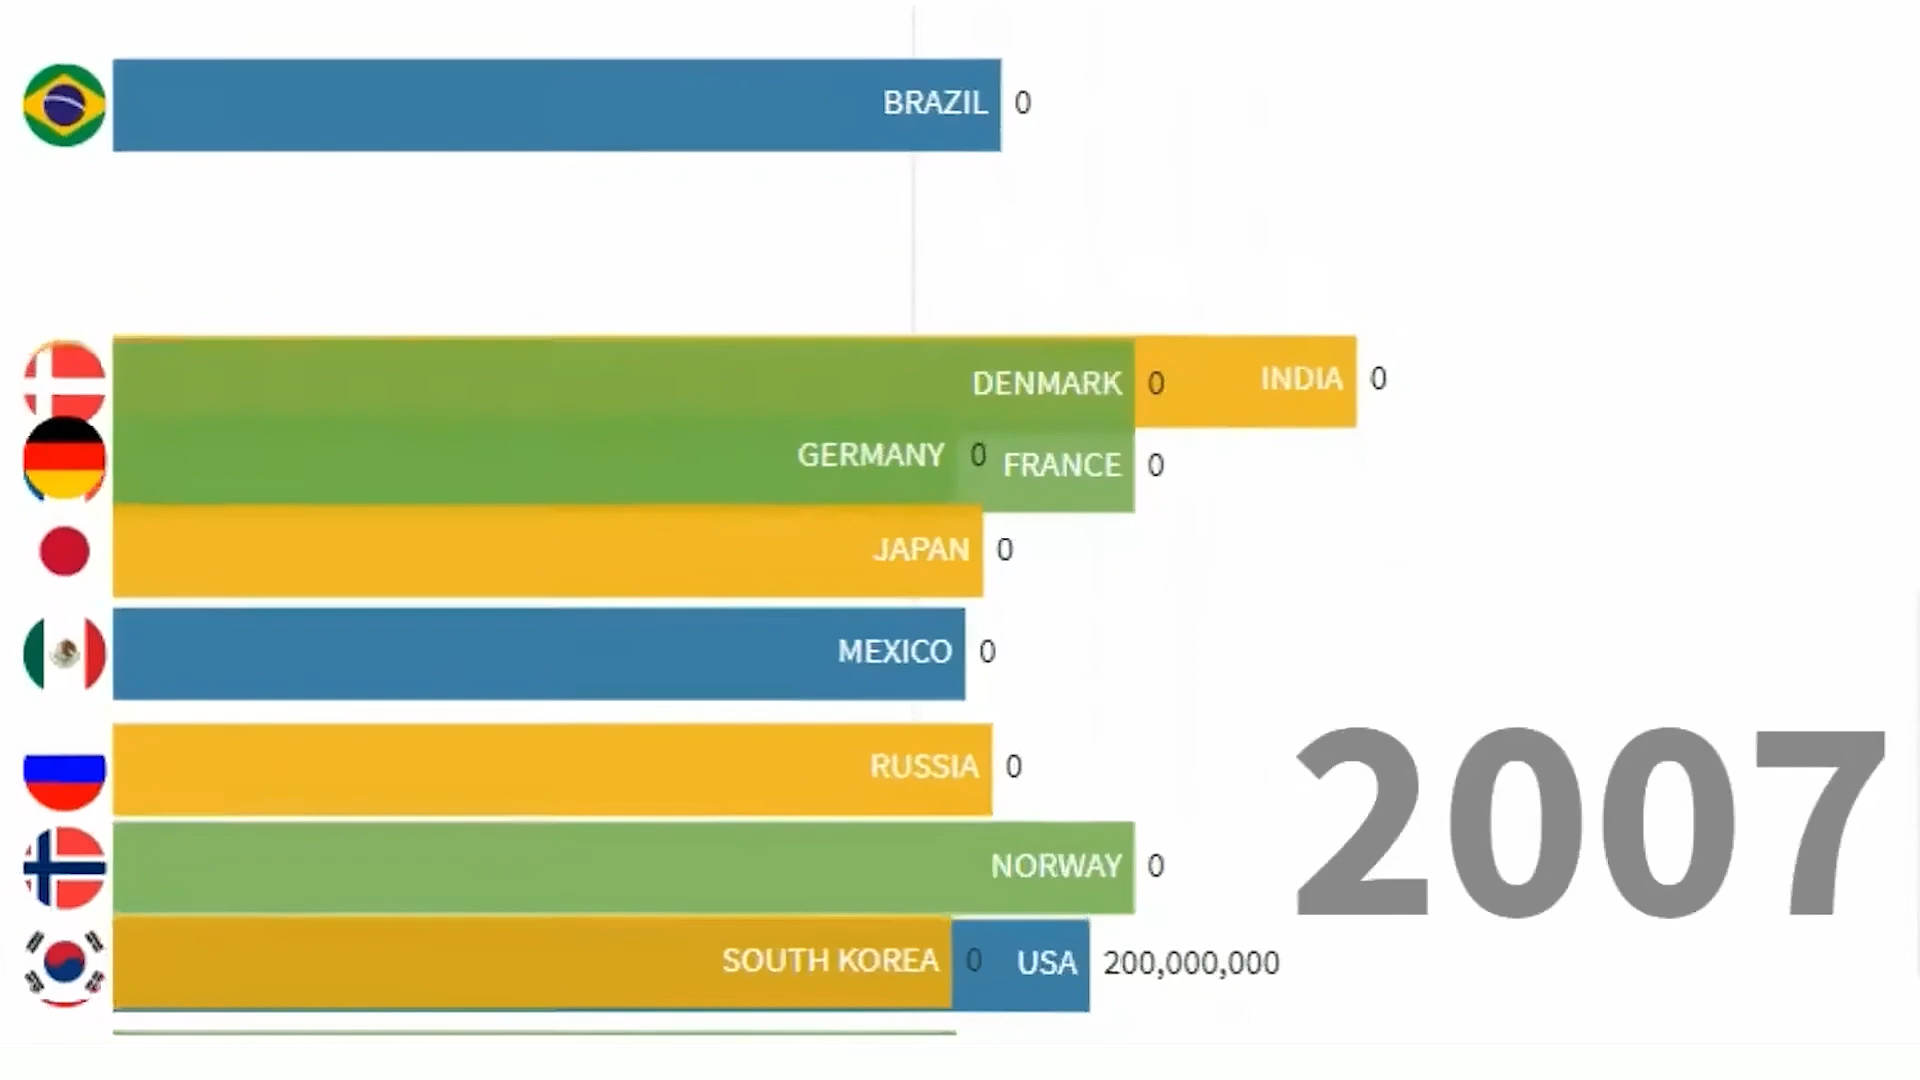 BRAZIL 0
INDIA 0
DENMARK 0
GERMANY 0
FRANCE 0
JAPAN 0
MEXICO 0
RUSSIA 0
NORWAY 0
SOUTH KOREA 0
USA 200,000,000
2007